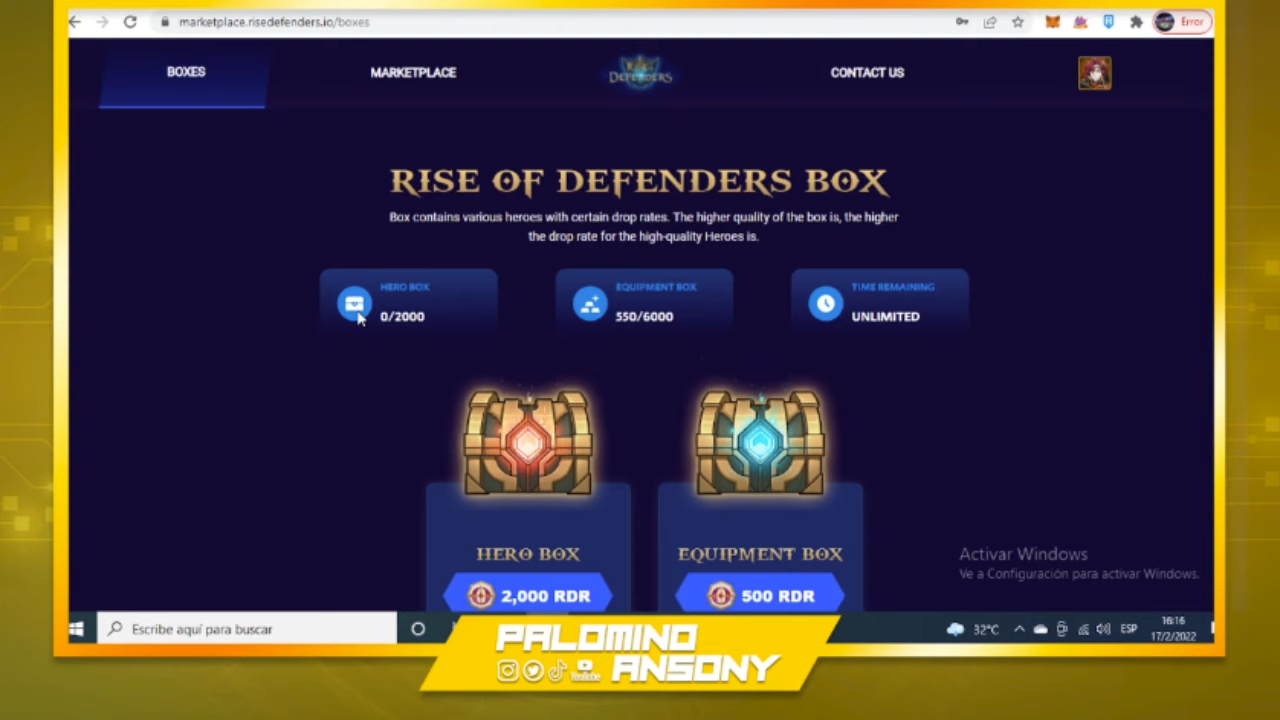 marketplace.risedefenders.io/boxes
Error
BOXES
MARKETPLACE
DEFENDERS
CONTACT US
RISE OF DEFENDERS BOX
Box contains various heroes with certain drop rates. The higher quality of the box is, the higher
the drop rate for the high-quality Heroes is.
HERO BOX
0/2000
EQUIPMENT BOX
550/6000
TIME REMAINING
UNLIMITED
HERO BOX
2,000 RDR
EQUIPMENT BOX
500 RDR
Activar Windows
Ve a Configuración para activar Windows.
Escribe aquí para buscar
32°C
ESP
16:16
17/2/2022
PALOMINO
ANSONY
YouTube